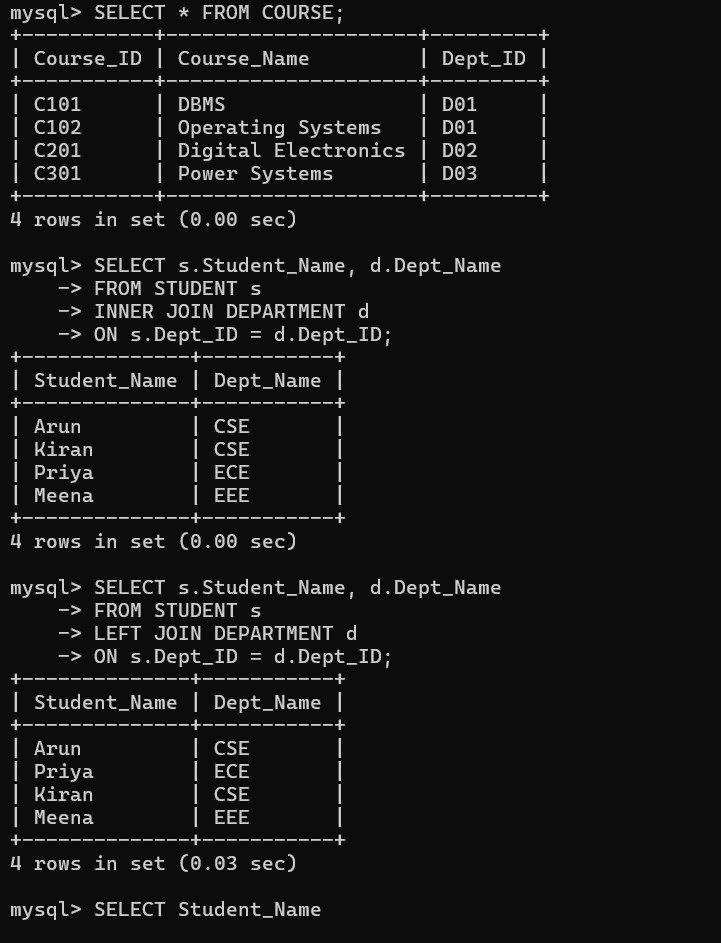 mysql> SELECT * FROM COURSE;
+-----------+---------------------+---------+
| Course_ID | Course_Name         | Dept_ID |
+-----------+---------------------+---------+
| C101      | DBMS                | D01     |
| C102      | Operating Systems   | D01     |
| C201      | Digital Electronics | D02     |
| C301      | Power Systems       | D03     |
+-----------+---------------------+---------+
4 rows in set (0.00 sec)

mysql> SELECT s.Student_Name, d.Dept_Name
    -> FROM STUDENT s
    -> INNER JOIN DEPARTMENT d
    -> ON s.Dept_ID = d.Dept_ID;
+--------------+-----------+
| Student_Name | Dept_Name |
+--------------+-----------+
| Arun         | CSE       |
| Kiran        | CSE       |
| Priya        | ECE       |
| Meena        | EEE       |
+--------------+-----------+
4 rows in set (0.00 sec)

mysql> SELECT s.Student_Name, d.Dept_Name
    -> FROM STUDENT s
    -> LEFT JOIN DEPARTMENT d
    -> ON s.Dept_ID = d.Dept_ID;
+--------------+-----------+
| Student_Name | Dept_Name |
+--------------+-----------+
| Arun         | CSE       |
| Priya        | ECE       |
| Kiran        | CSE       |
| Meena        | EEE       |
+--------------+-----------+
4 rows in set (0.03 sec)

mysql> SELECT Student_Name